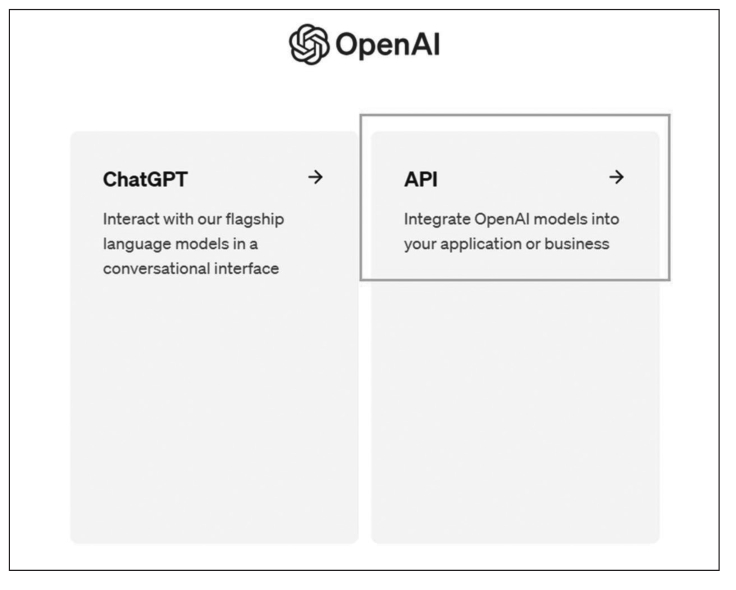 OpenAI
ChatGPT →
Interact with our flagship
language models in a
conversational interface
API →
Integrate OpenAI models into
your application or business